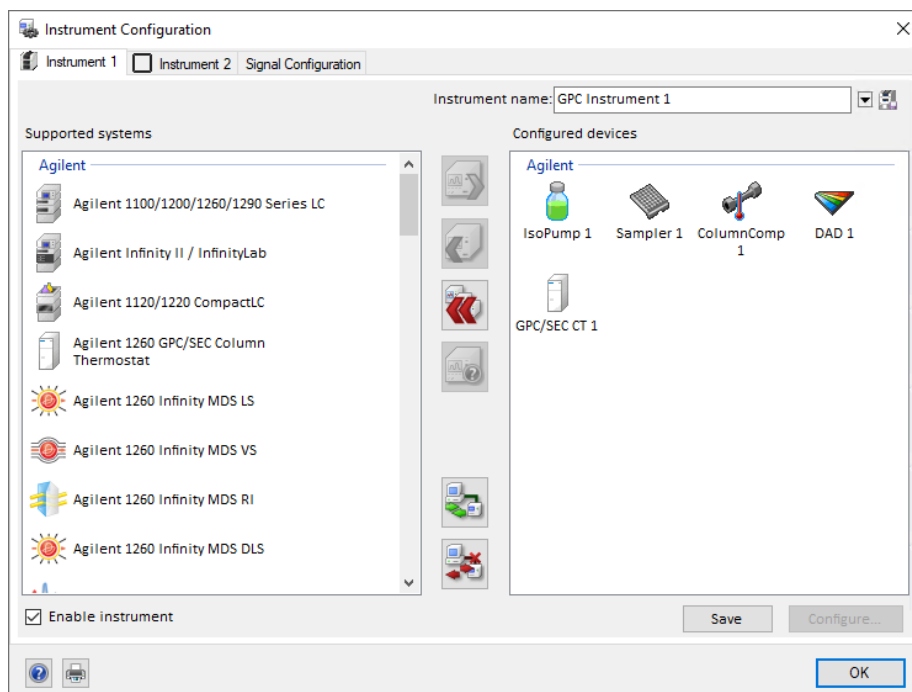 Instrument Configuration
Instrument 1
Instrument 2
Signal Configuration
Instrument name:
GPC Instrument 1
Supported systems
Configured devices
Agilent
Agilent 1100/1200/1260/1290 Series LC
Agilent Infinity II / InfinityLab
Agilent 1120/1220 CompactLC
Agilent 1260 GPC/SEC Column
Thermostat
Agilent 1260 Infinity MDS LS
Agilent 1260 Infinity MDS VS
Agilent 1260 Infinity MDS RI
Agilent 1260 Infinity MDS DLS
Agilent
IsoPump 1
Sampler 1
ColumnComp
1
DAD 1
GPC/SEC CT 1
Enable instrument
Save
Configure...
OK